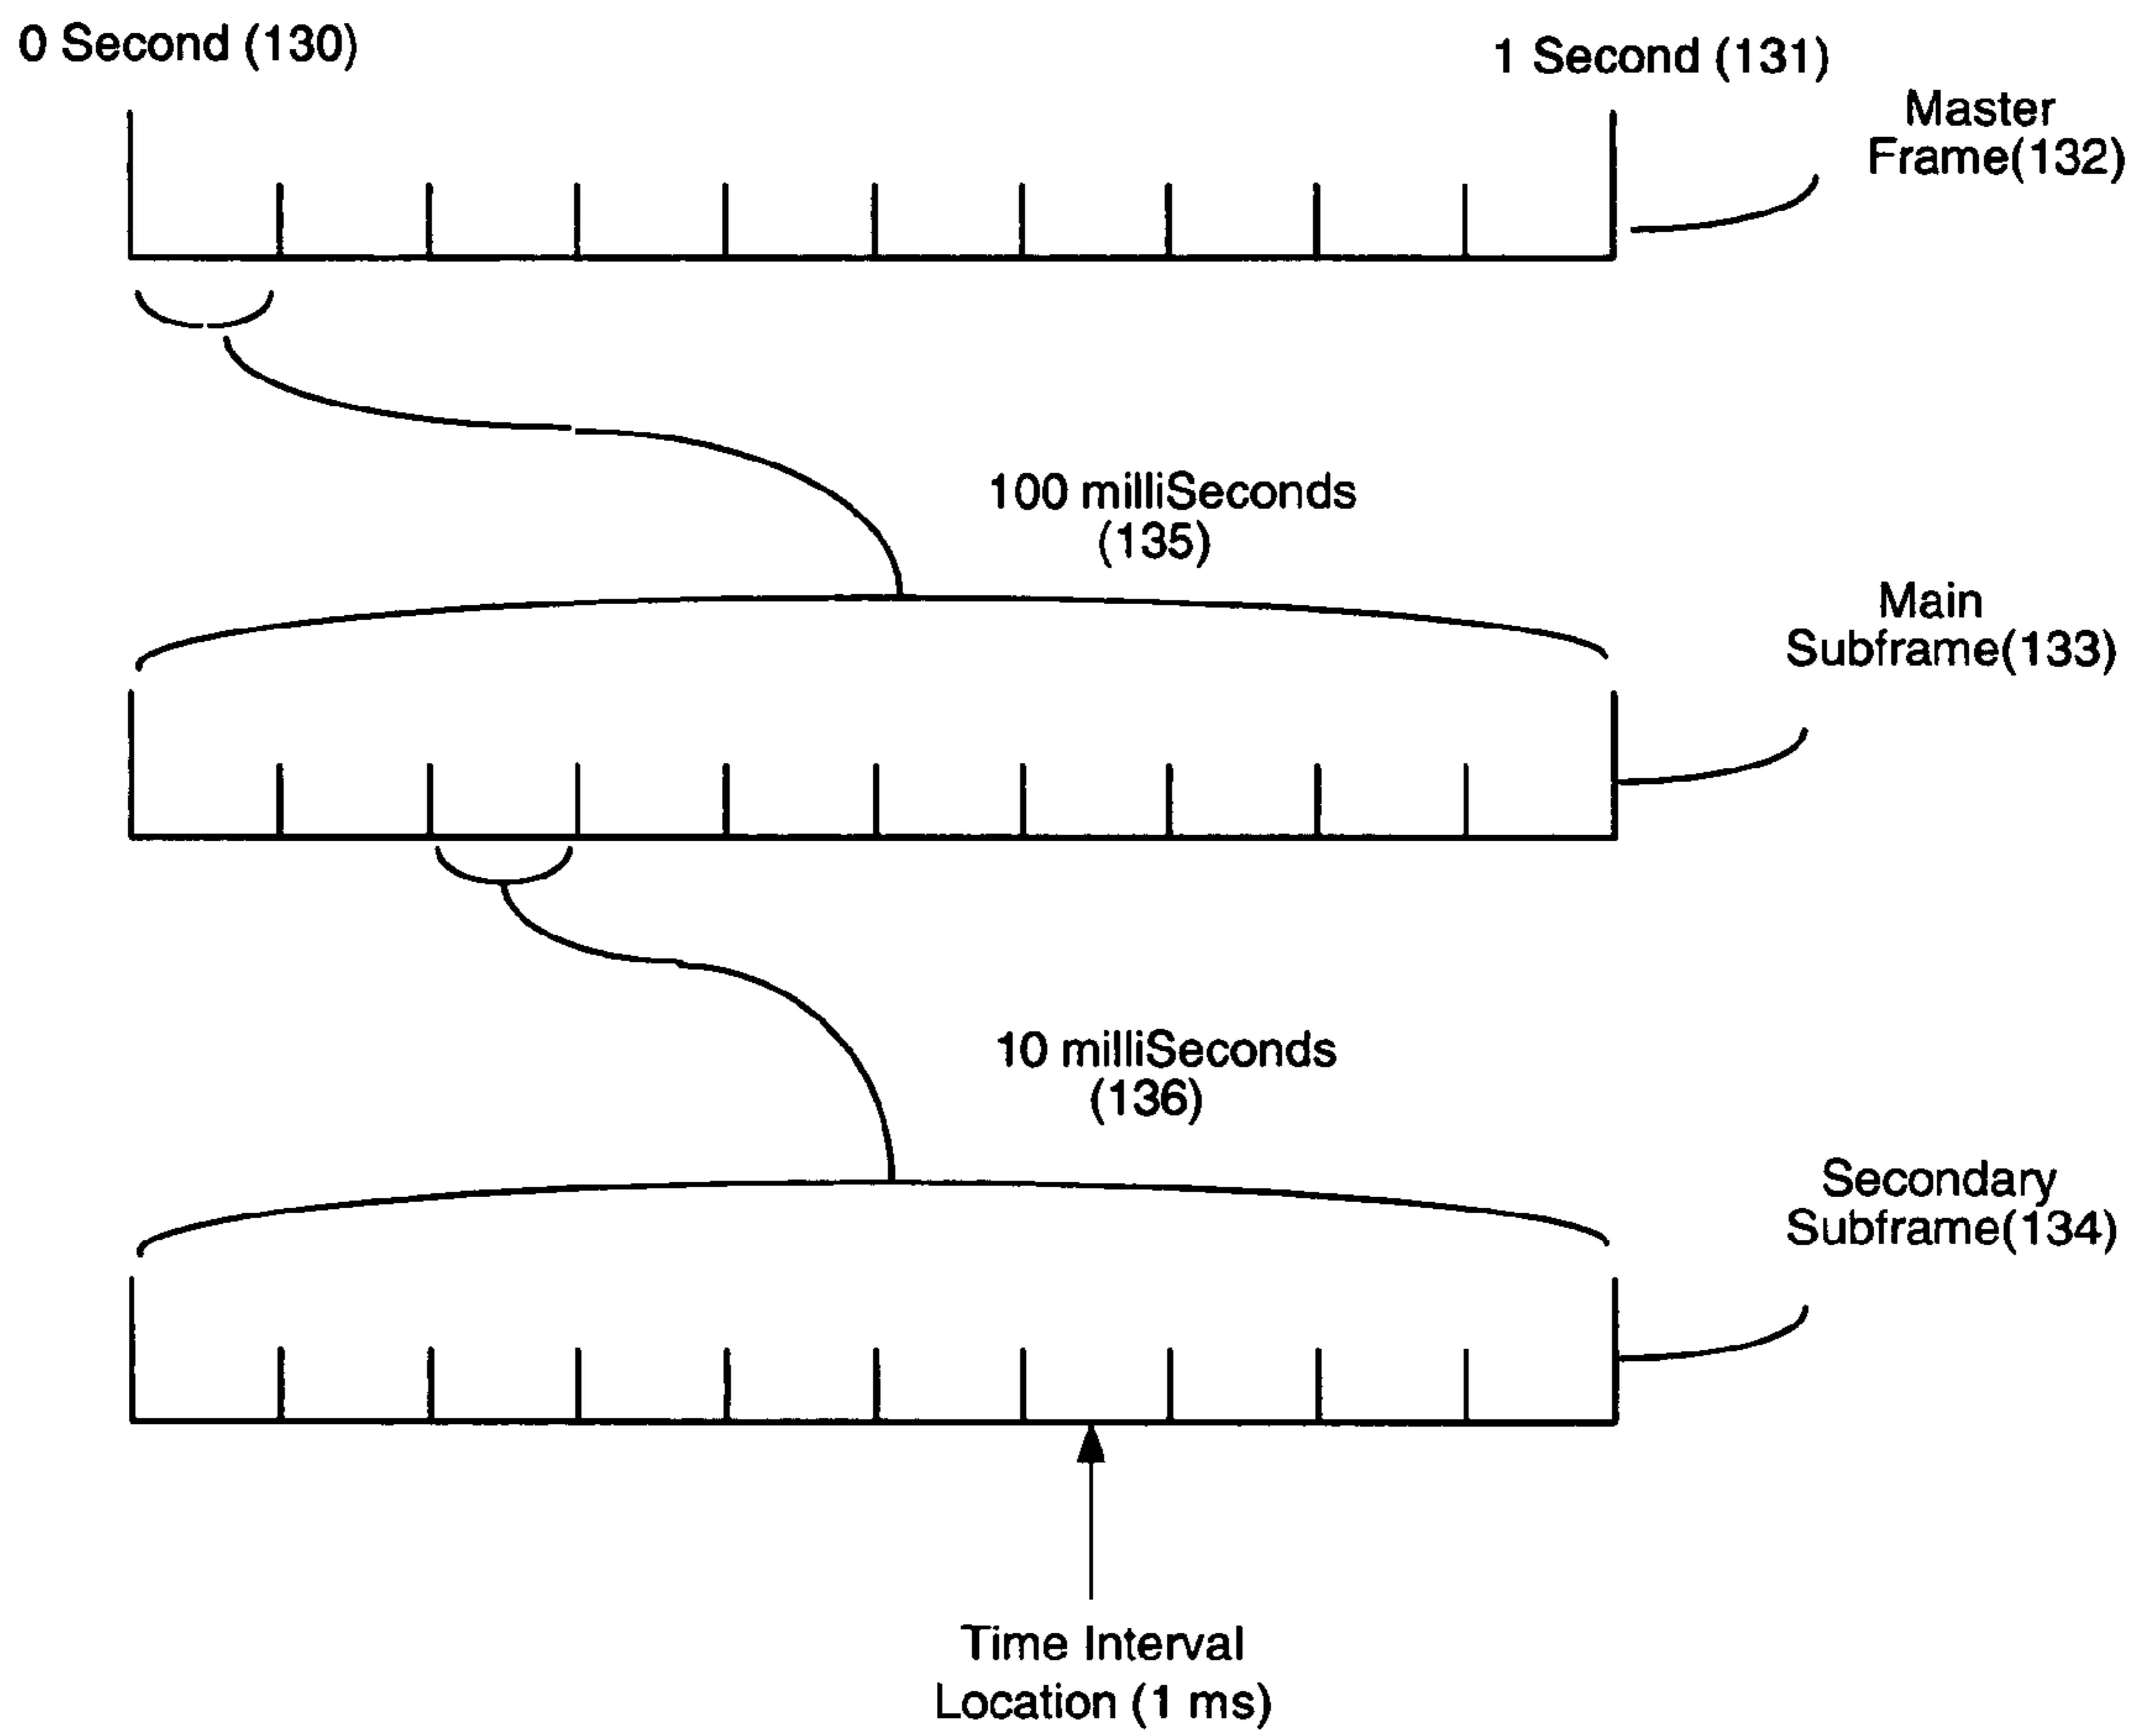 0 Second (130)
1 Second (131)
Master
Frame(132)
100 milliSeconds
(135)
Main
Subframe(133)
10 milliSeconds
(136)
Secondary
Subframe(134)
Time Interval
Location (1 ms)